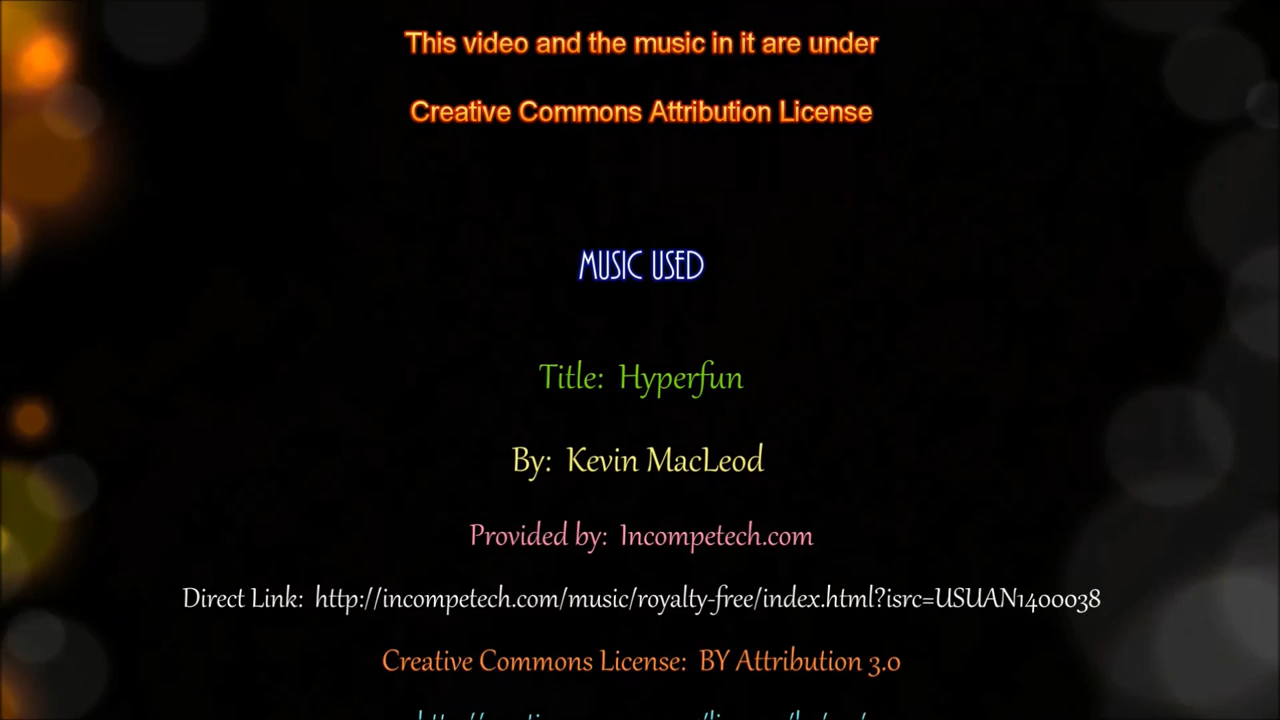 This video and the music in it are under
Creative Commons Attribution License
MUSIC USED
Title: Hyperfun
By: Kevin MacLeod
Provided by: Incompetech.com
Direct Link: http://incompetech.com/music/royalty-free/index.html?isrc=USUAN1400038
Creative Commons License: BY Attribution 3.0